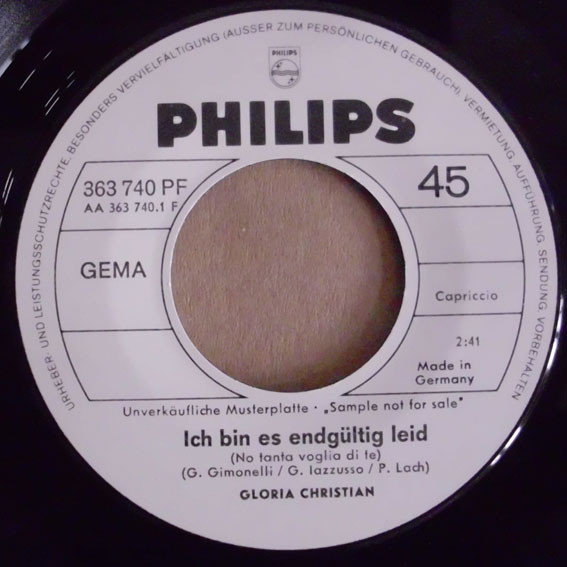 URHEBER- UND LEISTUNGSSCHUTZRECHTE, BESONDERS VERVIELFÄLTIGUNG (AUSSER ZUM PERSÖNLICHEN GEBRAUCH), VERMIETUNG, AUFFÜHRUNG, SENDUNG VORBEHALTEN
PHILIPS
PHILIPS
363 740 PF
AA 363 740.1 F
45
GEMA
Capriccio
2:41
Made in
Germany
Unverkäufliche Musterplatte · „Sample not for sale"
Ich bin es endgültig leid
(No tanta voglia di te)
(G. Gimonelli / G. Iazzusso / P. Lach)
GLORIA CHRISTIAN